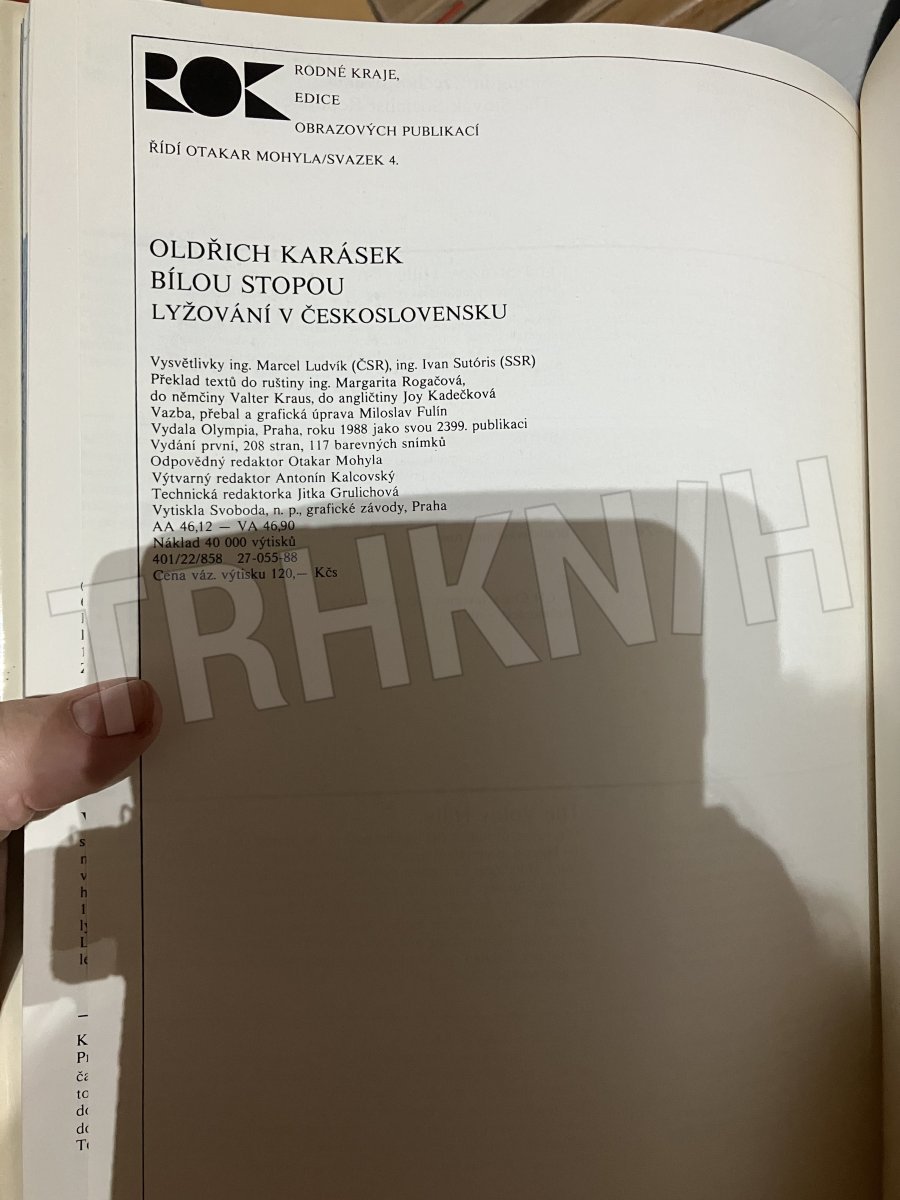 ROK
RODNÉ KRAJE,
EDICE
OBRAZOVÝCH PUBLIKACÍ
ŘÍDÍ OTAKAR MOHYLA/SVAZEK 4.
OLDŘICH KARÁSEK
BÍLOU STOPOU
LYŽOVÁNÍ V ČESKOSLOVENSKU
Vysvětlivky ing. Marcel Ludvík (ČSR), ing. Ivan Sutóris (SSR)
Překlad textů do ruštiny ing. Margarita Rogačová,
do němčiny Valter Kraus, do angličtiny Joy Kadečková
Vazba, přebal a grafická úprava Miloslav Fulín
Vydala Olympia, Praha, roku 1988 jako svou 2399. publikaci
Vydání první, 208 stran, 117 barevných snímků
Odpovědný redaktor Otakar Mohyla
Výtvarný redaktor Antonín Kalcovský
Technická redaktorka Jitka Grulichová
Vytiskla Svoboda, n. p., grafické závody, Praha
AA 46,12 — VA 46,90
Náklad 40 000 výtisků
401/22/858 27-055-88
Cena váz. výtisku 120,— Kčs
TRHKNIH